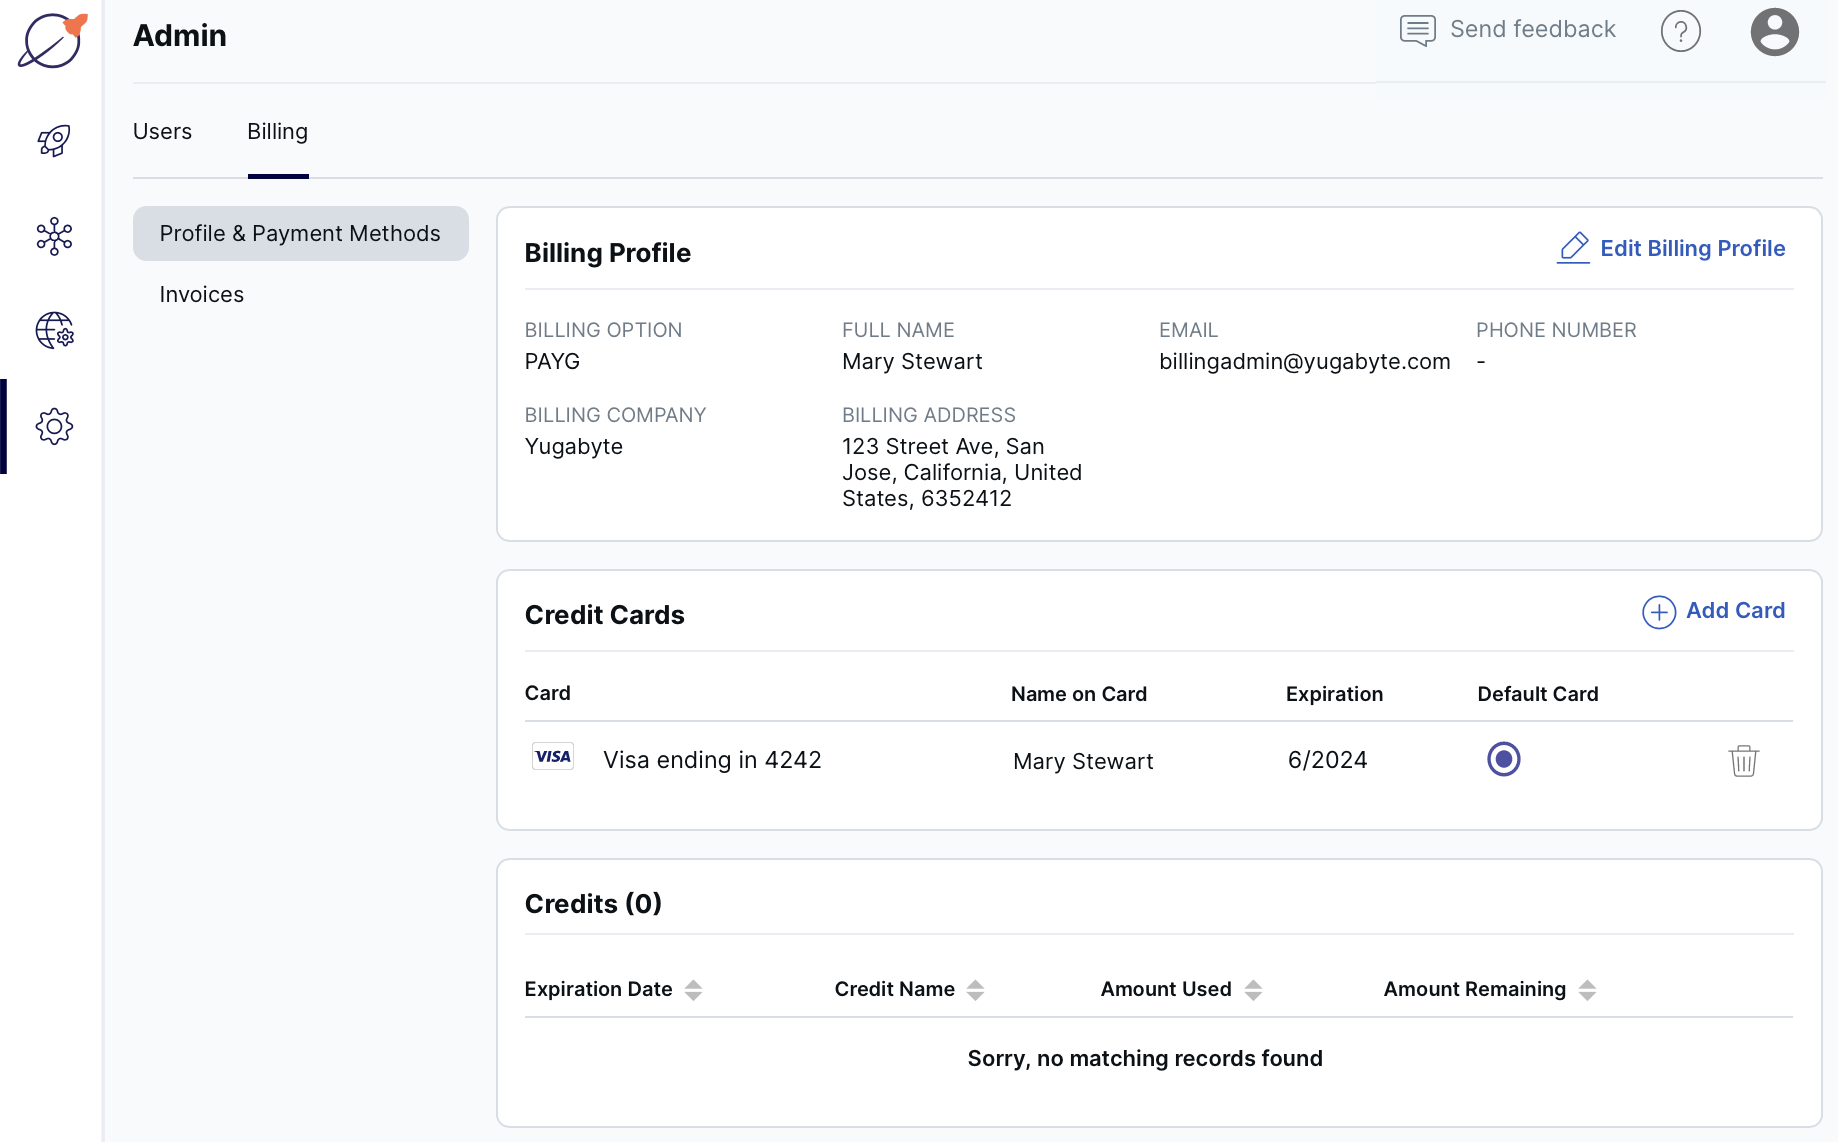 Admin
Send feedback
?
Users
Billing
Profile & Payment Methods
Invoices
Billing Profile
Edit Billing Profile
BILLING OPTION
PAYG
FULL NAME
Mary Stewart
EMAIL
billingadmin@yugabyte.com
PHONE NUMBER
-
BILLING COMPANY
Yugabyte
BILLING ADDRESS
123 Street Ave, San
Jose, California, United
States, 6352412
Credit Cards
Add Card
Card
Name on Card
Expiration
Default Card
VISA
Visa ending in 4242
Mary Stewart
6/2024
Credits (0)
Expiration Date
Credit Name
Amount Used
Amount Remaining
Sorry, no matching records found